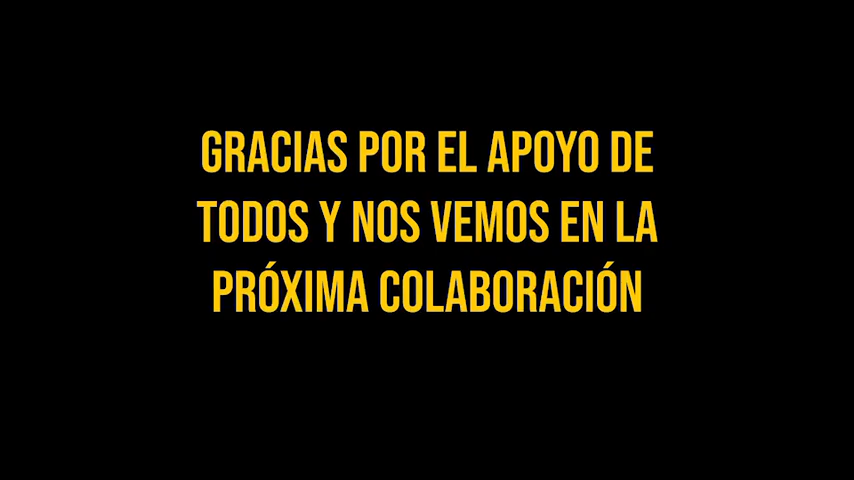 GRACIAS POR EL APOYO DE
TODOS Y NOS VEMOS EN LA
PRÓXIMA COLABORACIÓN